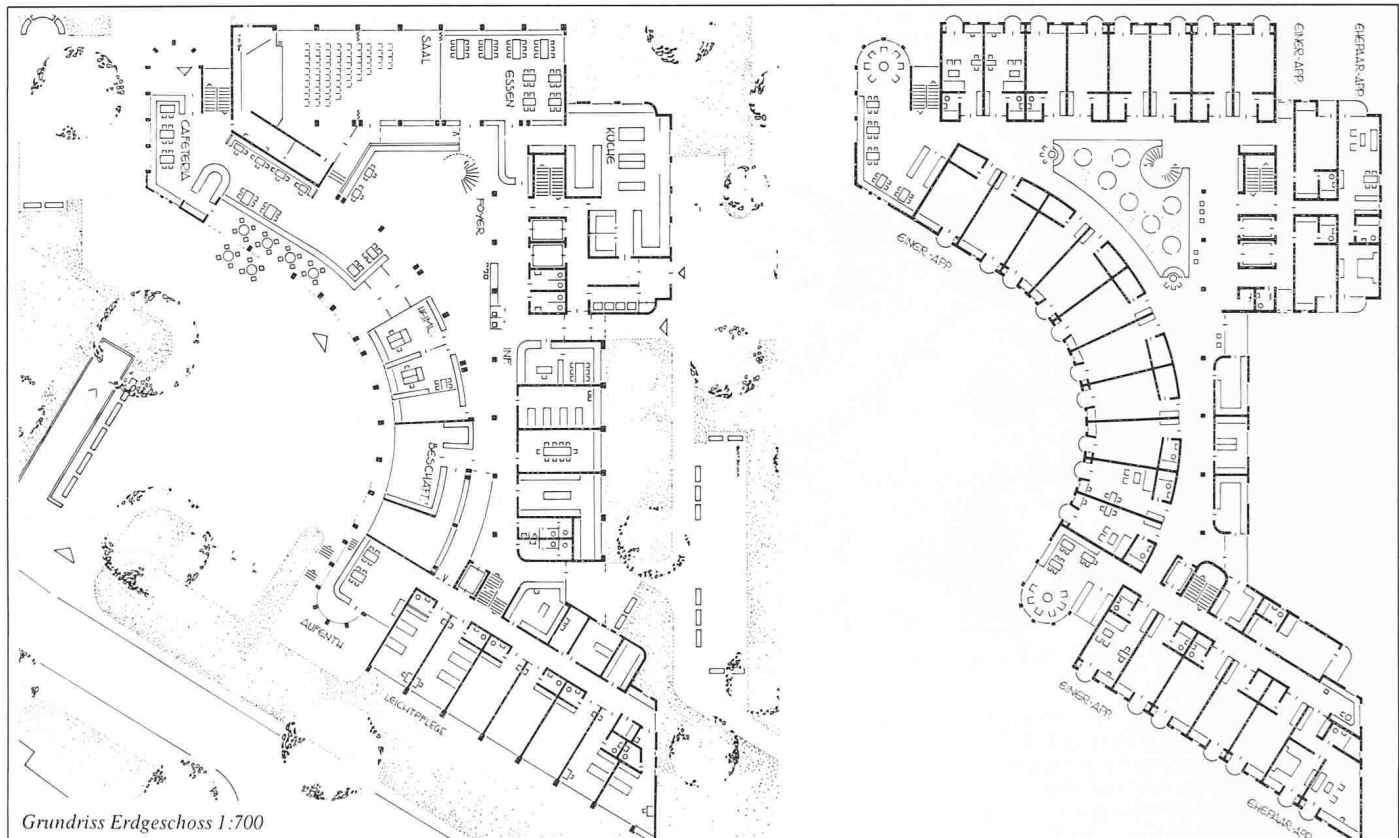 SAAL
ESSEN
KÜCHE
CAFETERIA
FOYER
INF.
BESCHÄFT.
AUFENTH
LEICHTPFLEGE
EINER-APP.
EHEPAAR-APP.
EINER-APP.
EINER-APP.
EHEPAAR-APP.
Grundriss Erdgeschoss 1:700